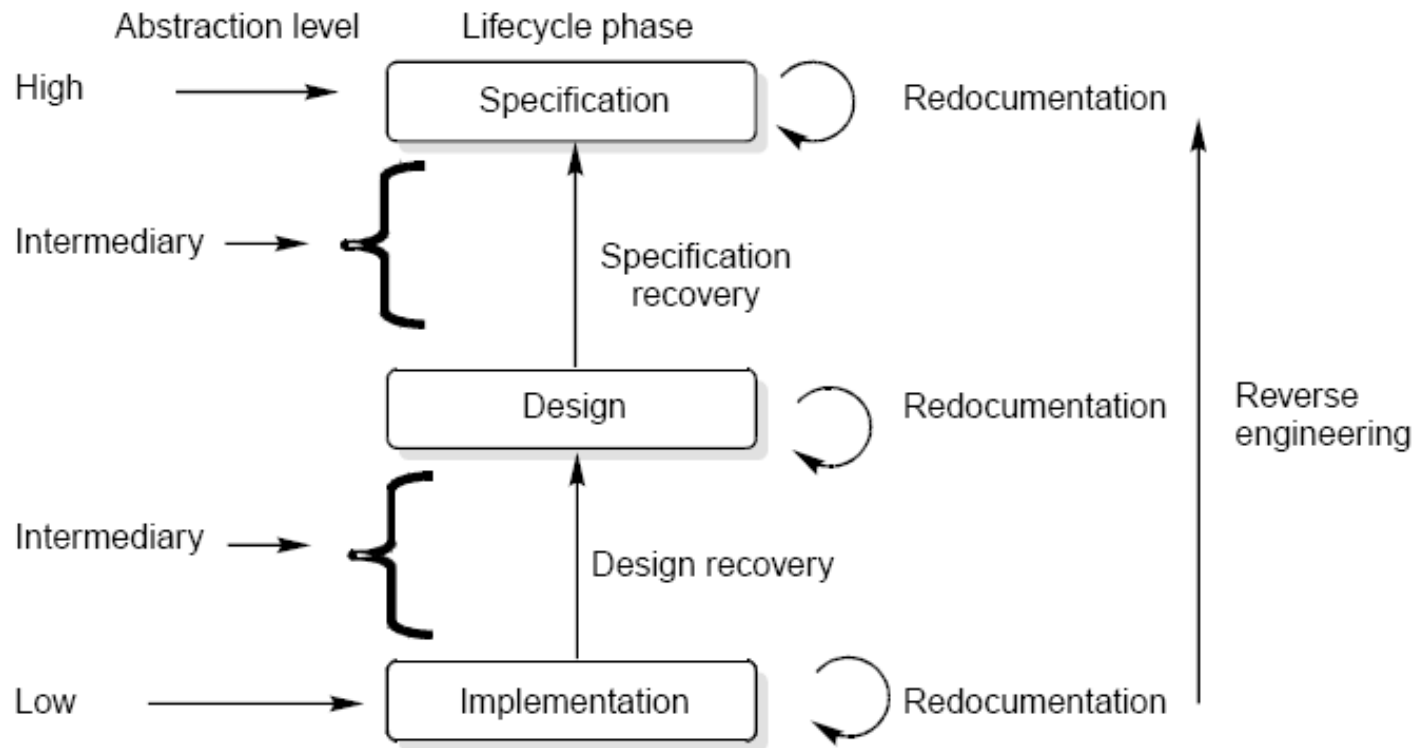 Abstraction level
Lifecycle phase
High
Specification
Redocumentation
Intermediary
Specification
recovery
Design
Redocumentation
Reverse
engineering
Intermediary
Design recovery
Low
Implementation
Redocumentation